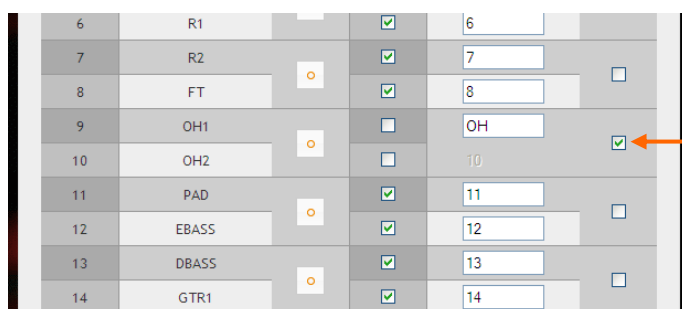 6 R1 6
7 R2 7
8 FT 8
9 OH1 OH
10 OH2 10
11 PAD 11
12 EBASS 12
13 DBASS 13
14 GTR1 14